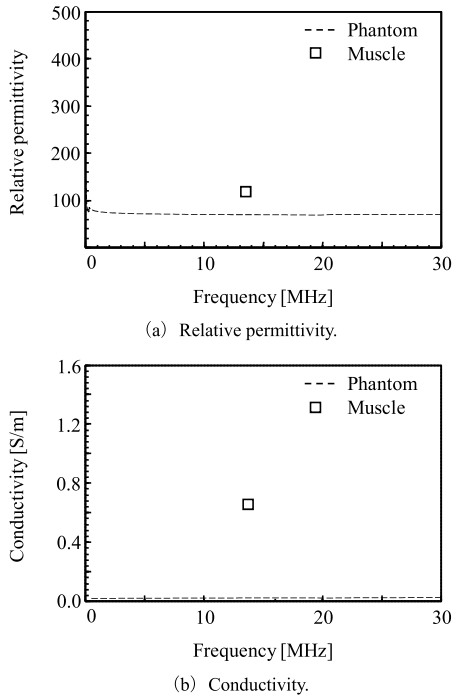 500
400
300
200
100
Relative permittivity
Phantom
Muscle
0 10 20 30
Frequency [MHz]
(a) Relative permittivity.
1.6
1.2
0.8
0.4
0.0
Conductivity [S/m]
Phantom
Muscle
0 10 20 30
Frequency [MHz]
(b) Conductivity.